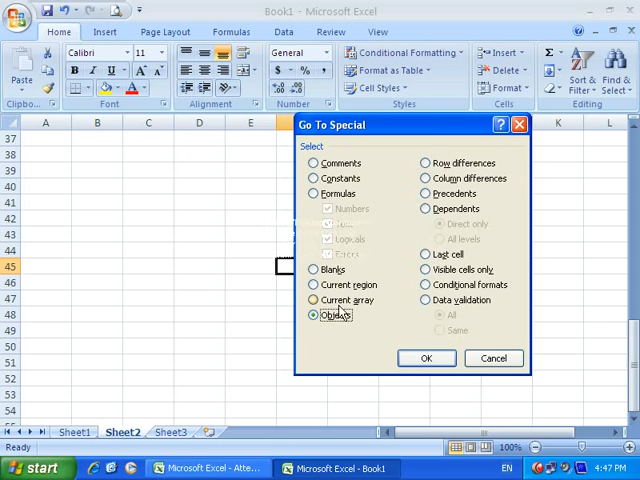 Book1 - Microsoft Excel
Home Insert Page Layout Formulas Data Review View
Paste
Clipboa...
Calibri 11
B I U A A
Font
Alignment
General
$ % ,
Number
Conditional Formatting
Format as Table
Cell Styles
Styles
Insert
Delete
Format
Cells
Σ
Sort & Filter
Find & Select
Editing
A B C D E K L
37
38
39
40
41
42
43
44
45
46
47
48
49
50
51
52
53
54
Go To Special
Select
Comments
Constants
Formulas
Numbers
Logicals
Errors
Blanks
Current region
Current array
Objects
Row differences
Column differences
Precedents
Dependents
Direct only
All levels
Last cell
Visible cells only
Conditional formats
Data validation
All
Same
OK Cancel
Sheet1 Sheet2 Sheet3
Ready 100%
start Microsoft Excel - Atte... Microsoft Excel - Book1 EN 4:47 PM